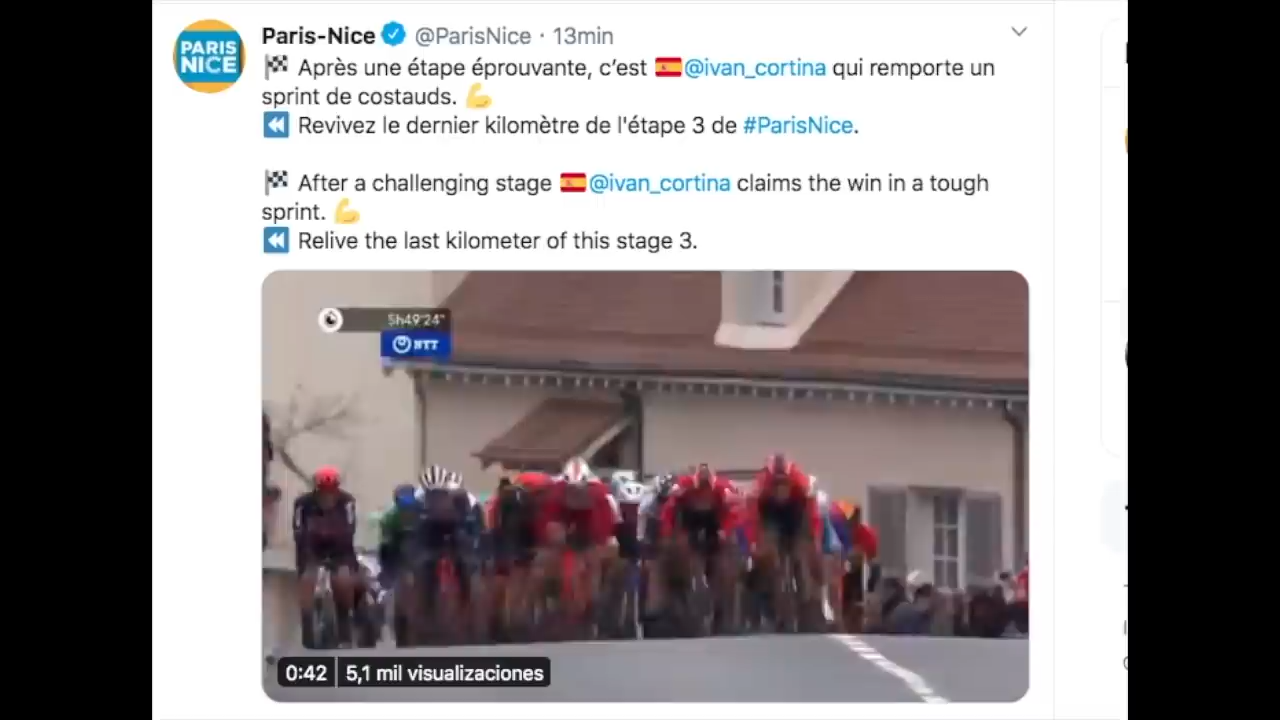 PARIS
NICE
Paris-Nice @ParisNice · 13min
Après une étape éprouvante, c’est @ivan_cortina qui remporte un
sprint de costauds.
Revivez le dernier kilomètre de l'étape 3 de #ParisNice.
After a challenging stage @ivan_cortina claims the win in a tough
sprint.
Relive the last kilometer of this stage 3.
5h49'24"
NTT
0:42 5,1 mil visualizaciones